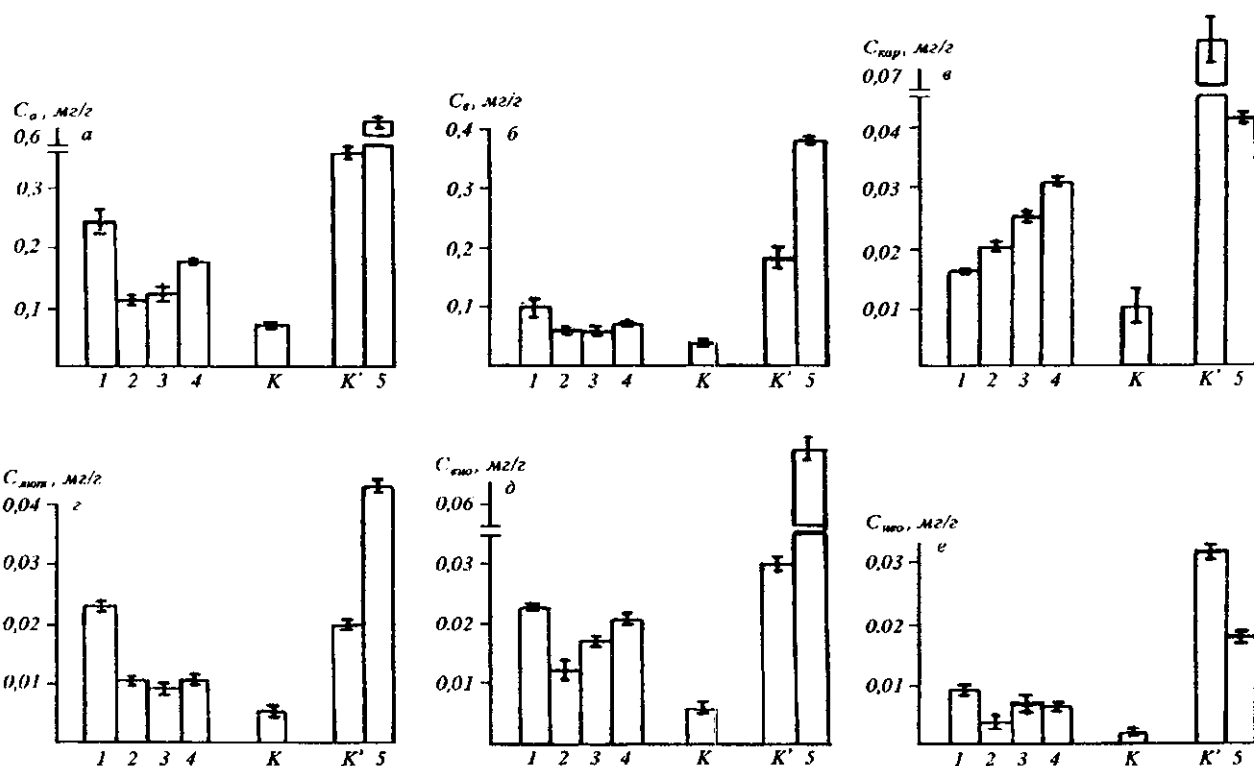 Cа, мг/г
а
0,6
0,3
0,2
0,1
1 2 3 4 K K' 5
Cв, мг/г
б
0,4
0,3
0,2
0,1
1 2 3 4 K K' 5
Cкар, мг/г
в
0,07
0,04
0,03
0,02
0,01
1 2 3 4 K K' 5
Cлют, мг/г
г
0,04
0,03
0,02
0,01
1 2 3 4 K K' 5
Cвио, мг/г
д
0,06
0,03
0,02
0,01
1 2 3 4 K K' 5
Cнео, мг/г
е
0,03
0.02
0,01
1 2 3 4 K K' 5